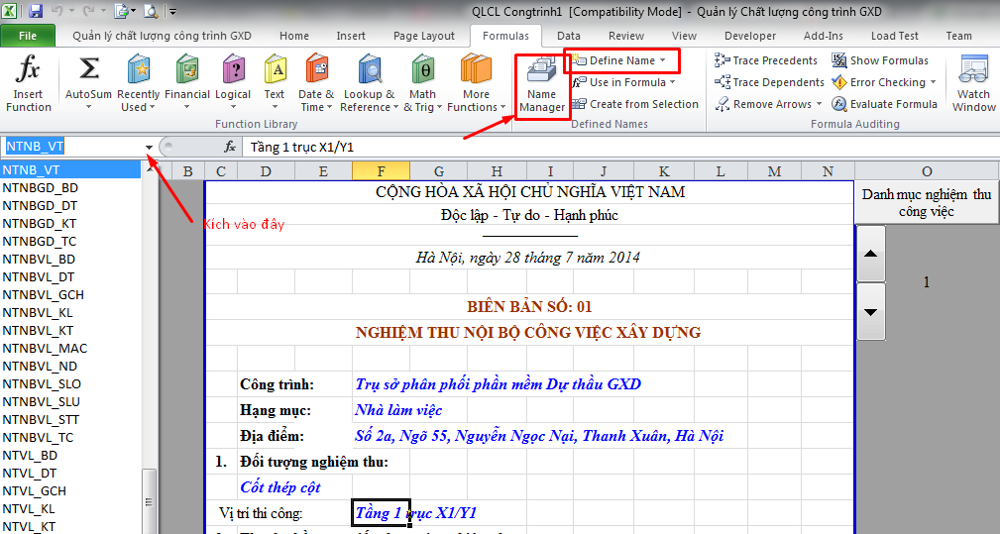 QLCL Congtrinh1 [Compatibility Mode] - Quản lý Chất lượng công trình GXD
File Quản lý chất lượng công trình GXD Home Insert Page Layout Formulas Data Review View Developer Add-Ins Load Test Team
Insert Function
AutoSum
Recently Used
Financial
Logical
Text
Date & Time
Lookup & Reference
Math & Trig
More Functions
Function Library
Name Manager
Define Name
Use in Formula
Create from Selection
Defined Names
Trace Precedents
Trace Dependents
Remove Arrows
Show Formulas
Error Checking
Evaluate Formula
Formula Auditing
Watch Window
NTNB_VT fx Tầng 1 trục X1/Y1
B C D E F G H I J K L M N O
NTNB_VT
NTNBGD_BD
NTNBGD_DT
NTNBGD_KT
NTNBGD_TC
NTNBVL_BD
NTNBVL_DT
NTNBVL_GCH
NTNBVL_KL
NTNBVL_KT
NTNBVL_MAC
NTNBVL_ND
NTNBVL_SLO
NTNBVL_SLU
NTNBVL_STT
NTNBVL_TC
NTVL_BD
NTVL_DT
NTVL_GCH
NTVL_KL
NTVL_KT
Kích vào đây
CỘNG HÒA XÃ HỘI CHỦ NGHĨA VIỆT NAM
Độc lập - Tự do - Hạnh phúc
Hà Nội, ngày 28 tháng 7 năm 2014
BIÊN BẢN SỐ: 01
NGHIỆM THU NỘI BỘ CÔNG VIỆC XÂY DỰNG
Công trình: Trụ sở phân phối phần mềm Dự thầu GXD
Hạng mục: Nhà làm việc
Địa điểm: Số 2a, Ngõ 55, Nguyễn Ngọc Nại, Thanh Xuân, Hà Nội
1. Đối tượng nghiệm thu:
Cốt thép cột
Vị trí thi công: Tầng 1 trục X1/Y1
Danh mục nghiệm thu
công việc
1